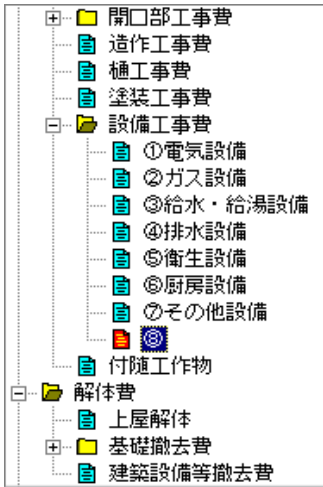 開口部工事費
造作工事費
樋工事費
塗装工事費
設備工事費
①電気設備
②ガス設備
③給水・給湯設備
④排水設備
⑤衛生設備
⑥厨房設備
⑦その他設備
⑧
付随工作物
解体費
上屋解体
基礎撤去費
建築設備等撤去費